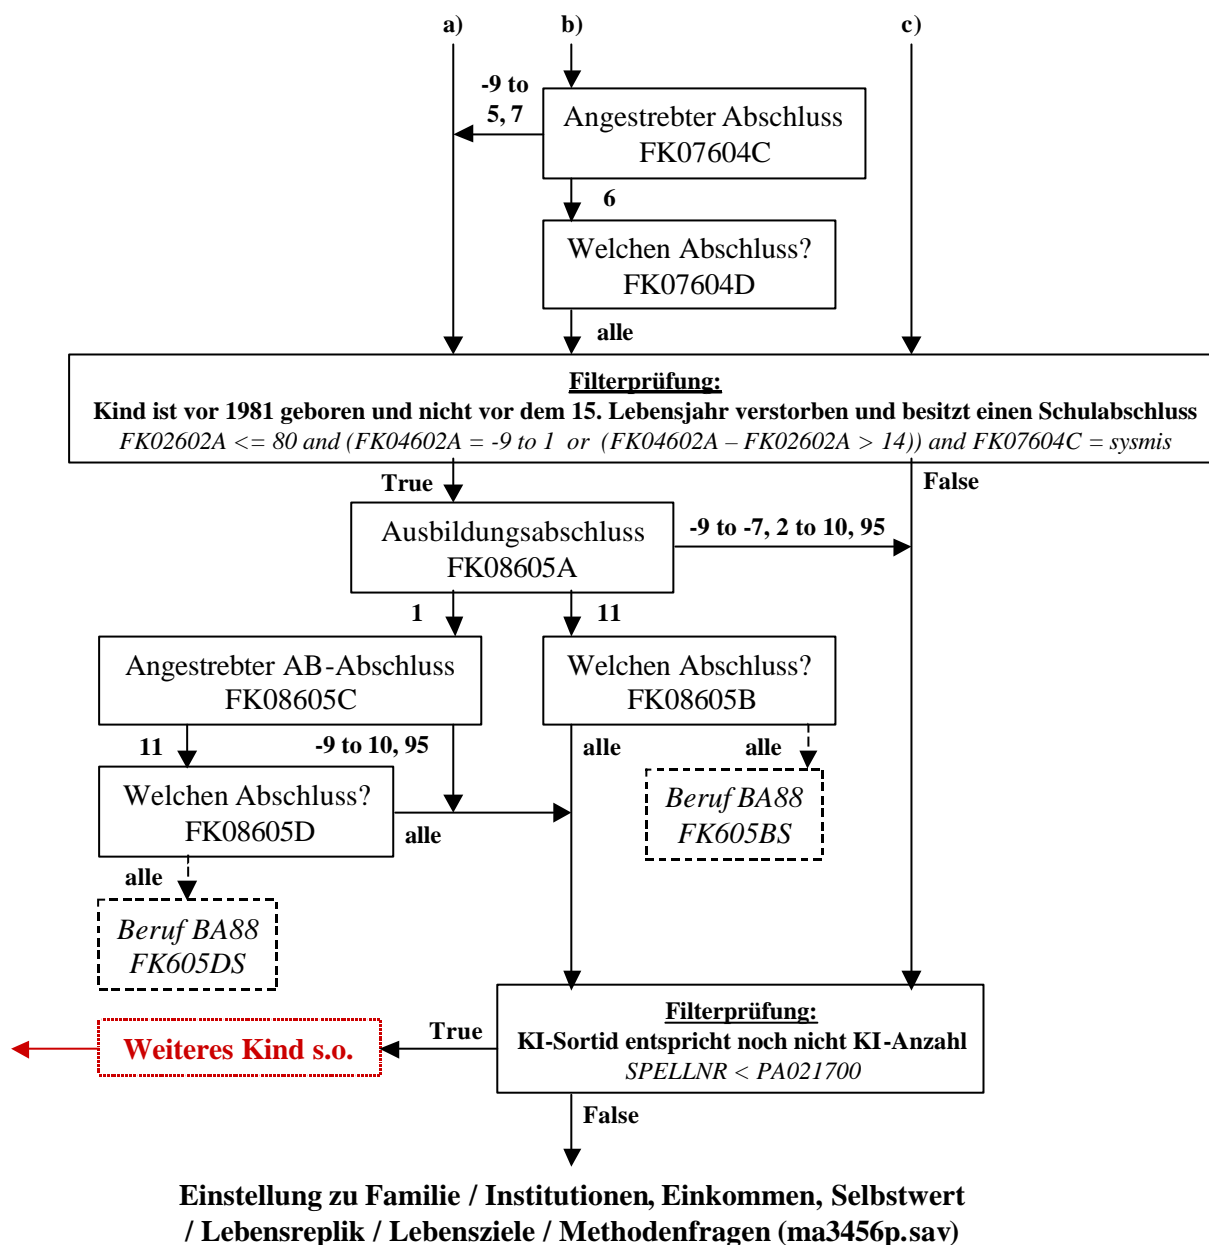 a)
b)
c)
-9 to
5, 7
Angestrebter Abschluss
FK07604C
6
Welchen Abschluss?
FK07604D
alle
Filterprüfung:
Kind ist vor 1981 geboren und nicht vor dem 15. Lebensjahr verstorben und besitzt einen Schulabschluss
FK02602A <= 80 and (FK04602A = -9 to 1 or (FK04602A – FK02602A > 14)) and FK07604C = sysmis
True
False
Ausbildungsabschluss
FK08605A
-9 to -7, 2 to 10, 95
1
11
Angestrebter AB-Abschluss
FK08605C
Welchen Abschluss?
FK08605B
11
-9 to 10, 95
alle
alle
Welchen Abschluss?
FK08605D
alle
Beruf BA88
FK605BS
alle
Beruf BA88
FK605DS
Filterprüfung:
KI-Sortid entspricht noch nicht KI-Anzahl
SPELLNR < PA021700
True
Weiteres Kind s.o.
False
Einstellung zu Familie / Institutionen, Einkommen, Selbstwert
/ Lebensreplik / Lebensziele / Methodenfragen (ma3456p.sav)